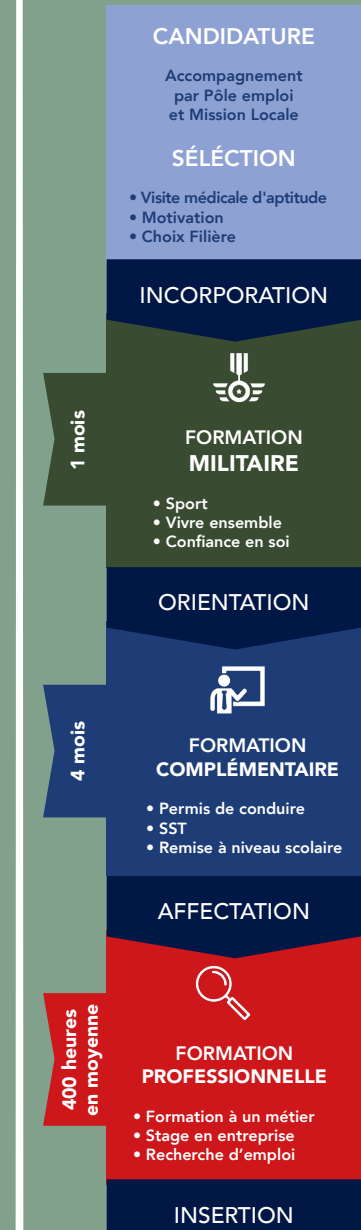 CANDIDATURE
Accompagnement
par Pôle emploi
et Mission Locale
SÉLÉCTION
• Visite médicale d'aptitude
• Motivation
• Choix Filière
INCORPORATION
1 mois
FORMATION
MILITAIRE
• Sport
• Vivre ensemble
• Confiance en soi
ORIENTATION
4 mois
FORMATION
COMPLÉMENTAIRE
• Permis de conduire
• SST
• Remise à niveau scolaire
AFFECTATION
400 heures
en moyenne
FORMATION
PROFESSIONNELLE
• Formation à un métier
• Stage en entreprise
• Recherche d’emploi
INSERTION